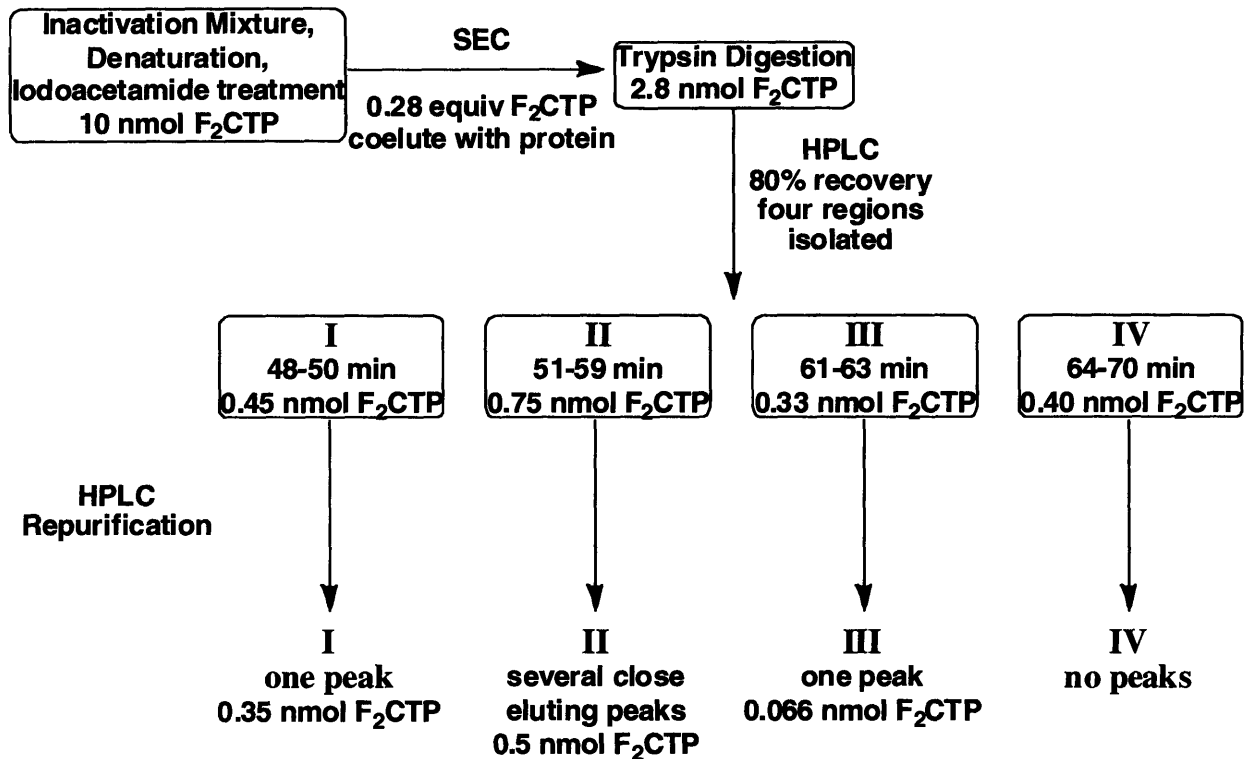 Inactivation Mixture,
Denaturation,
Iodoacetamide treatment
10 nmol F₂CTP
SEC
0.28 equiv F₂CTP
coelute with protein
Trypsin Digestion
2.8 nmol F₂CTP
HPLC
80% recovery
four regions
isolated
I
48-50 min
0.45 nmol F₂CTP
II
51-59 min
0.75 nmol F₂CTP
III
61-63 min
0.33 nmol F₂CTP
IV
64-70 min
0.40 nmol F₂CTP
HPLC
Repurification
I
one peak
0.35 nmol F₂CTP
II
several close
eluting peaks
0.5 nmol F₂CTP
III
one peak
0.066 nmol F₂CTP
IV
no peaks